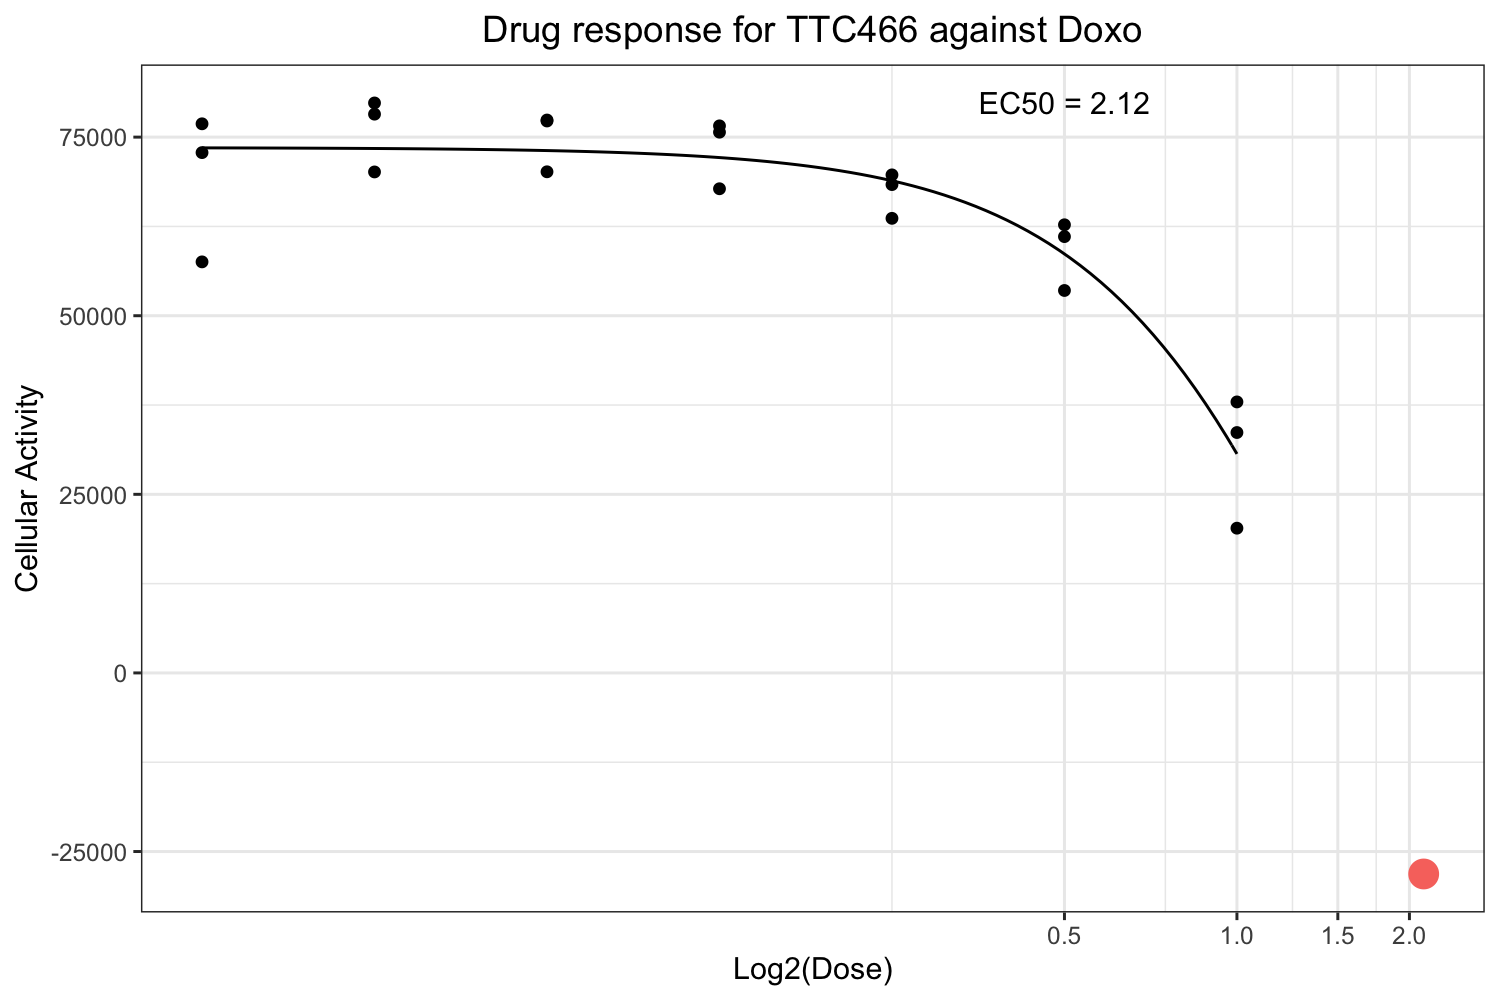 Drug response for TTC466 against Doxo
EC50 = 2.12
75000
50000
25000
0
-25000
Cellular Activity
0.5 1.0 1.5 2.0
Log2(Dose)